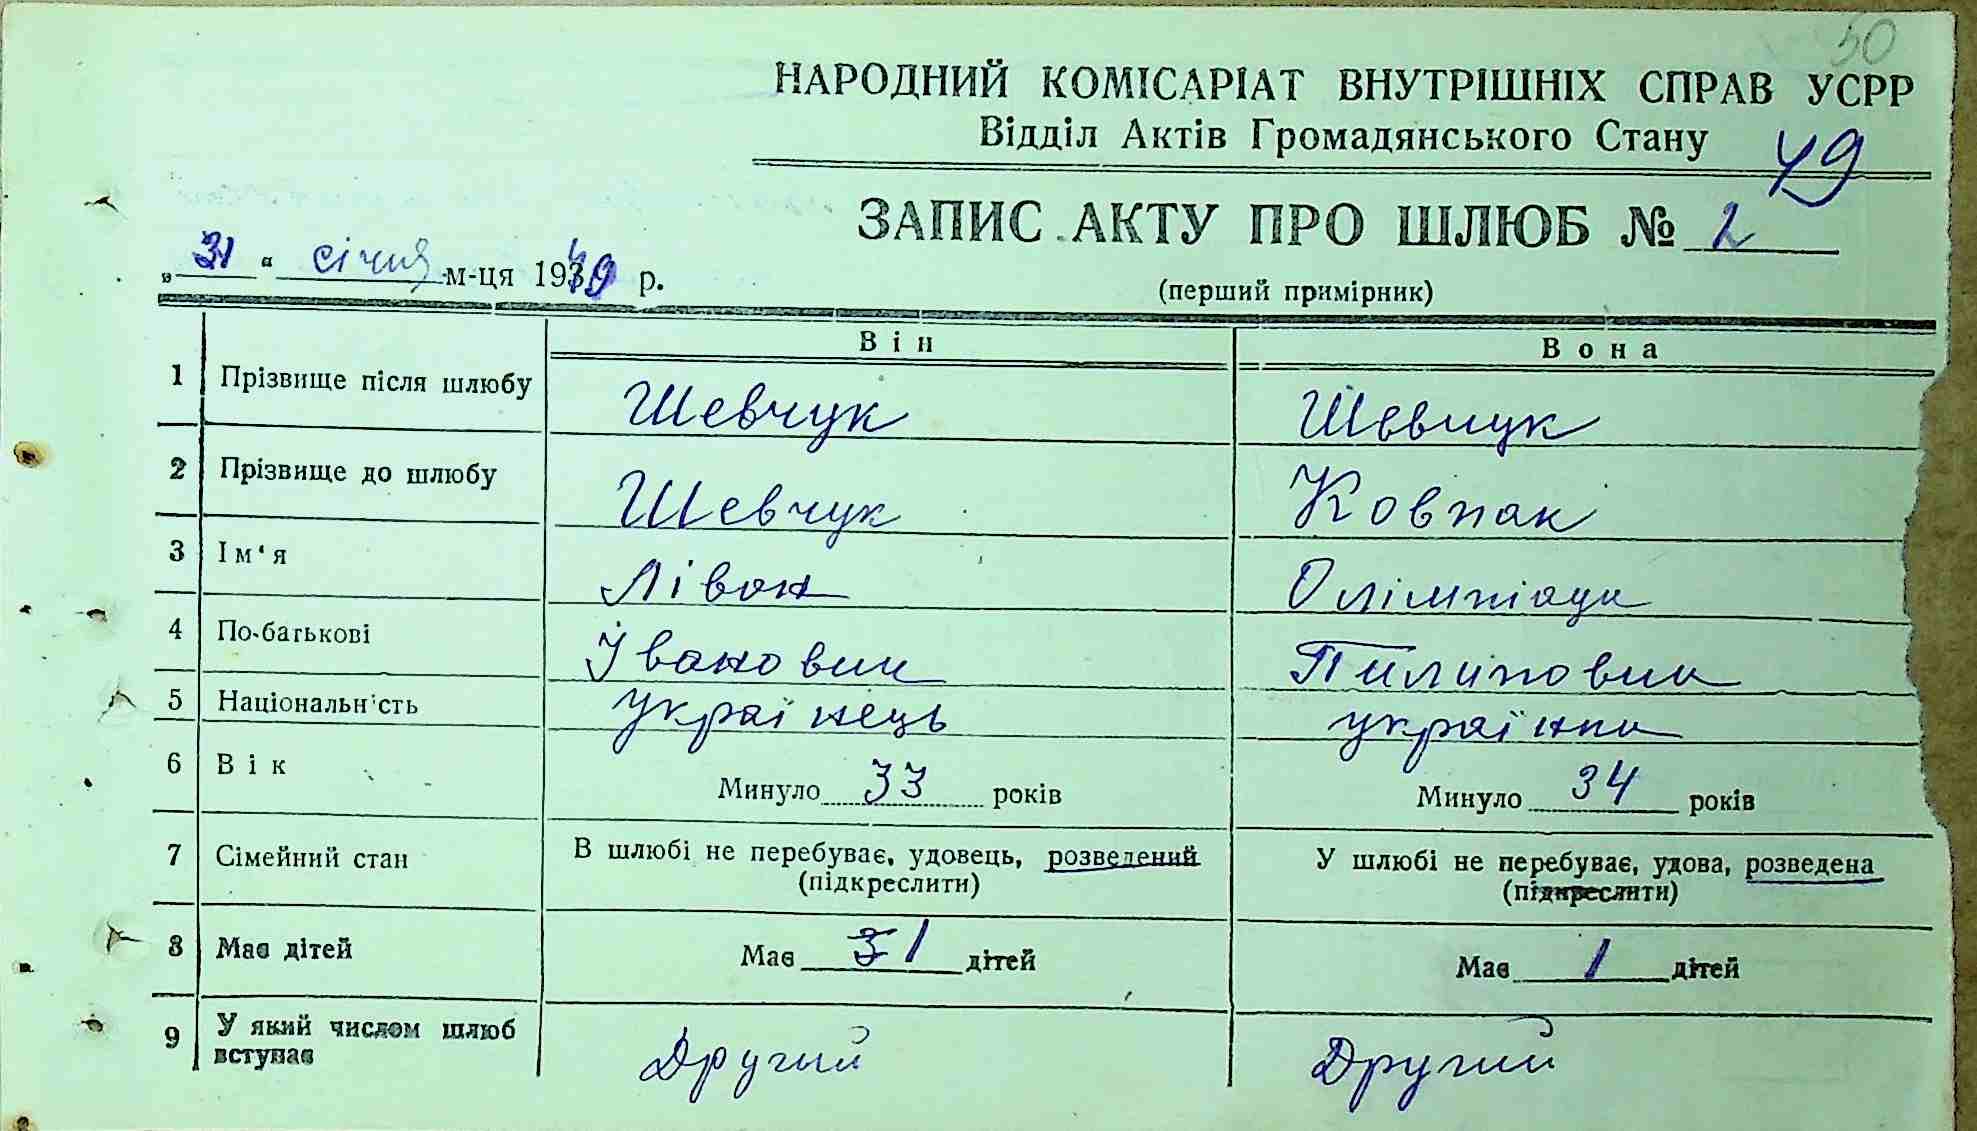 50
НАРОДНИЙ КОМІСАРІАТ ВНУТРІШНІХ СПРАВ УСРР
Відділ Актів Громадянського Стану
49
ЗАПИС АКТУ ПРО ШЛЮБ № 2
„31“ січня м-ця 1940 р.
(перший примірник)
Він Вона
1 Прізвище після шлюбу Шевчук Шевчук
2 Прізвище до шлюбу Шевчук Ковпак
3 Ім‘я Лівон Олімпіада
4 По-батькові Іванович Пилиповна
5 Національність українець українка
6 Вік Минуло 33 років Минуло 34 років
7 Сімейний стан В шлюбі не перебуває, удовець, розведений У шлюбі не перебуває, удова, розведена
(підкреслити) (підкреслити)
8 Має дітей Має 3 1 дітей Має 1 дітей
9 У який числом шлюб Другий Другий
вступає